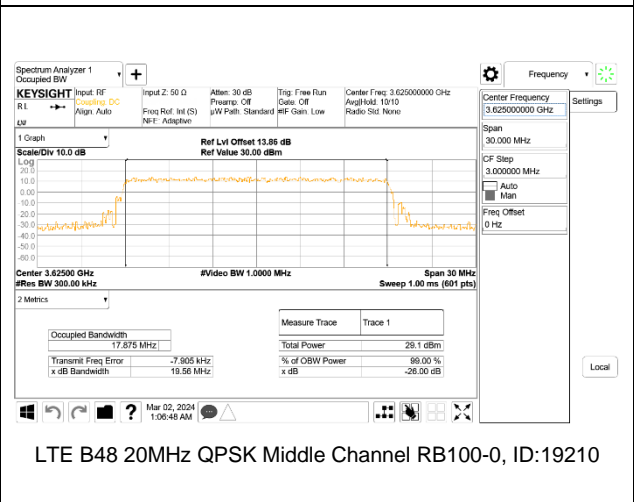 Spectrum Analyzer 1
Occupied BW
Frequency
KEYSIGHT
RL
Input: RF
Coupling: DC
Align: Auto
Input Z: 50 Ω
Freq Ref: Int (S)
NFE: Adaptive
Atten: 30 dB
Preamp: Off
µW Path: Standard
Trig: Free Run
Gate: Off
#IF Gain: Low
Center Freq: 3.625000000 GHz
Avg|Hold: 10/10
Radio Std: None
Center Frequency
3.625000000 GHz
Settings
Span
30.000 MHz
CF Step
3.000000 MHz
Auto
Man
Freq Offset
0 Hz
1 Graph
Scale/Div 10.0 dB
Ref Lvl Offset 13.86 dB
Ref Value 30.00 dBm
Log
20.0
10.0
0.00
-10.0
-20.0
-30.0
-40.0
-50.0
-60.0
Center 3.62500 GHz
#Video BW 1.0000 MHz
Span 30 MHz
#Res BW 300.00 kHz
Sweep 1.00 ms (601 pts)
2 Metrics
Measure Trace
Trace 1
Occupied Bandwidth
17.875 MHz
Total Power
29.1 dBm
Transmit Freq Error
-7.905 kHz
% of OBW Power
99.00 %
x dB Bandwidth
19.56 MHz
x dB
-26.00 dB
Local
?
Mar 02, 2024
1:06:48 AM
LTE B48 20MHz QPSK Middle Channel RB100-0, ID:19210